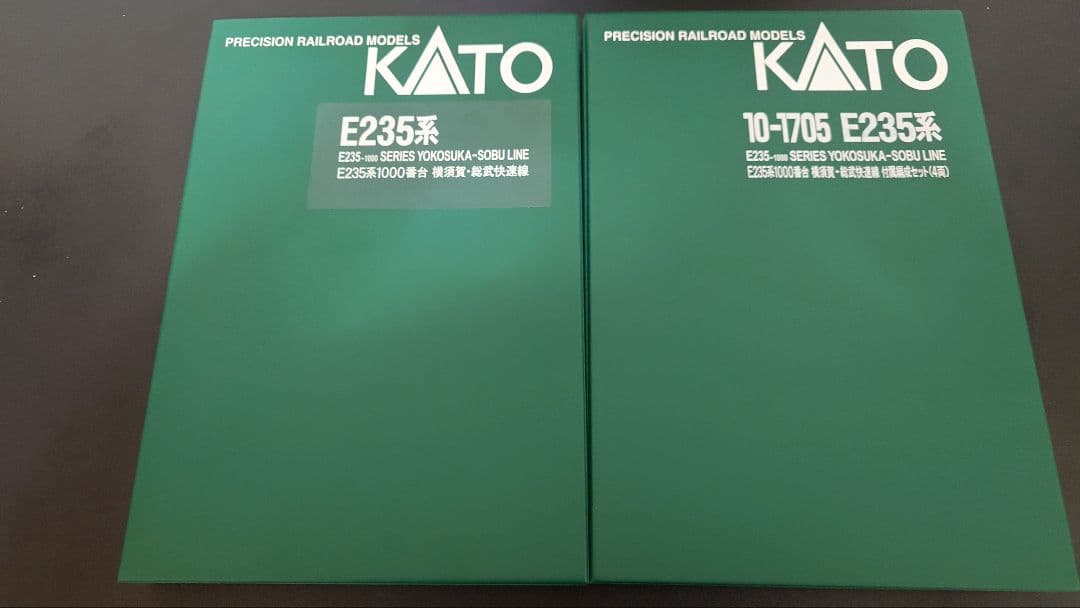 PRECISION RAILROAD MODELS
KATO
E235系
E235-1000 SERIES YOKOSUKA-SOBU LINE
E235系1000番台 横須賀・総武快速線
PRECISION RAILROAD MODELS
KATO
10-1705 E235系
E235-1000 SERIES YOKOSUKA-SOBU LINE
E235系1000番台 横須賀・総武快速線 付属編成セット(4両)